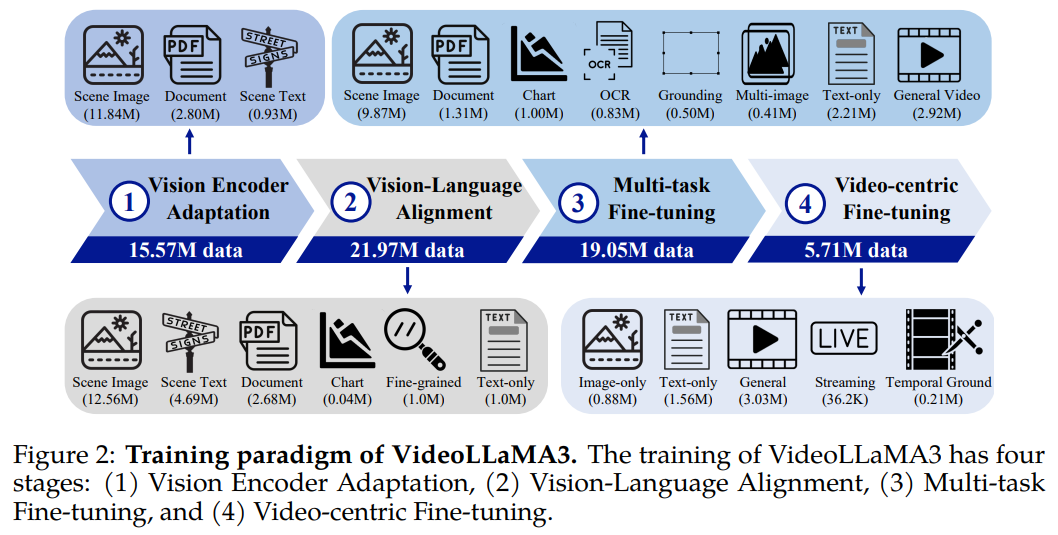 PDF
STREET
SIGNS
Scene Image
(11.84M)
Document
(2.80M)
Scene Text
(0.93M)
PDF
OCR
TEXT
Scene Image
(9.87M)
Document
(1.31M)
Chart
(1.00M)
OCR
(0.83M)
Grounding
(0.50M)
Multi-image
(0.41M)
Text-only
(2.21M)
General Video
(2.92M)
1
Vision Encoder
Adaptation
15.57M data
2
Vision-Language
Alignment
21.97M data
3
Multi-task
Fine-tuning
19.05M data
4
Video-centric
Fine-tuning
5.71M data
STREET
SIGNS
PDF
TEXT
Scene Image
(12.56M)
Scene Text
(4.69M)
Document
(2.68M)
Chart
(0.04M)
Fine-grained
(1.0M)
Text-only
(1.0M)
TEXT
LIVE
Image-only
(0.88M)
Text-only
(1.56M)
General
(3.03M)
Streaming
(36.2K)
Temporal Ground
(0.21M)
Figure 2: Training paradigm of VideoLLaMA3. The training of VideoLLaMA3 has four
stages: (1) Vision Encoder Adaptation, (2) Vision-Language Alignment, (3) Multi-task
Fine-tuning, and (4) Video-centric Fine-tuning.